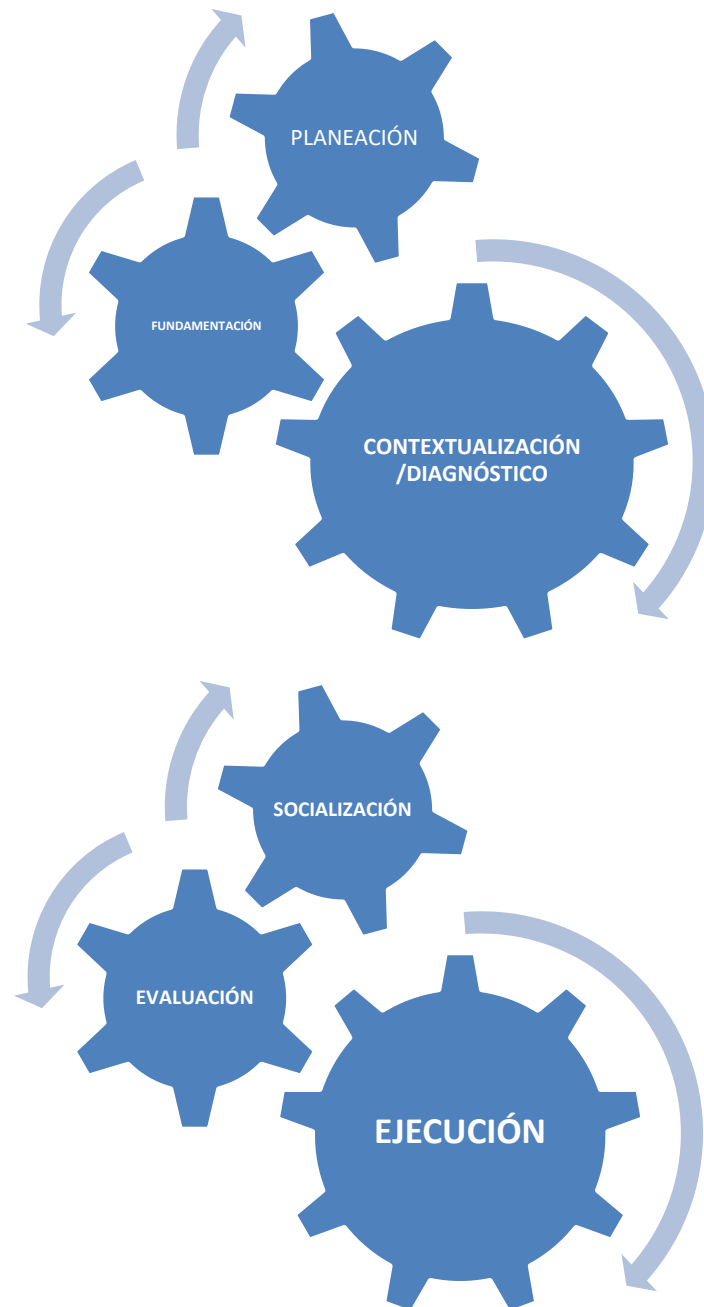 PLANEACIÓN
FUNDAMENTACIÓN
CONTEXTUALIZACIÓN
/DIAGNÓSTICO
SOCIALIZACIÓN
EVALUACIÓN
EJECUCIÓN